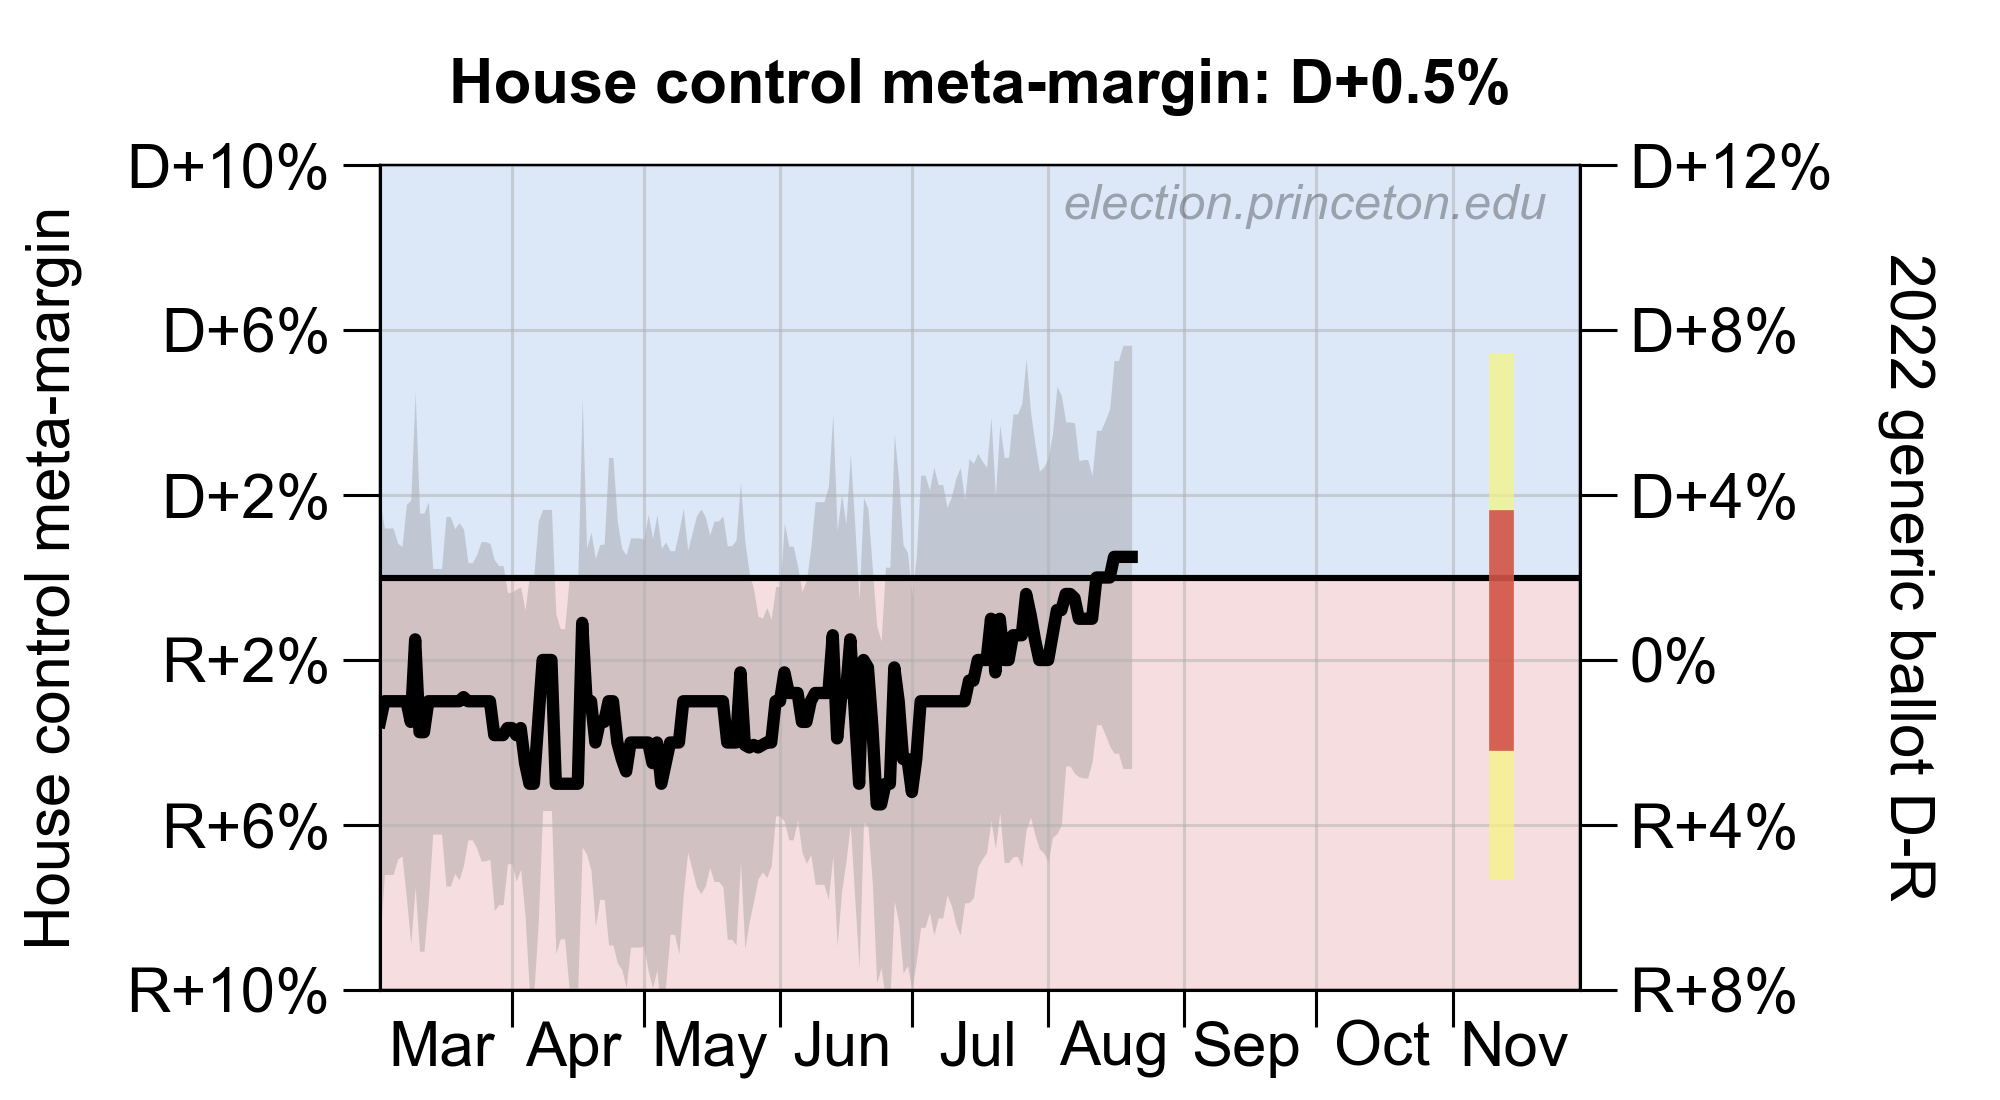 House control meta-margin: D+0.5%
election.princeton.edu
House control meta-margin
D+10%
D+6%
D+2%
R+2%
R+6%
R+10%
D+12%
D+8%
D+4%
0%
R+4%
R+8%
2022 generic ballot D-R
Mar Apr May Jun Jul Aug Sep Oct Nov